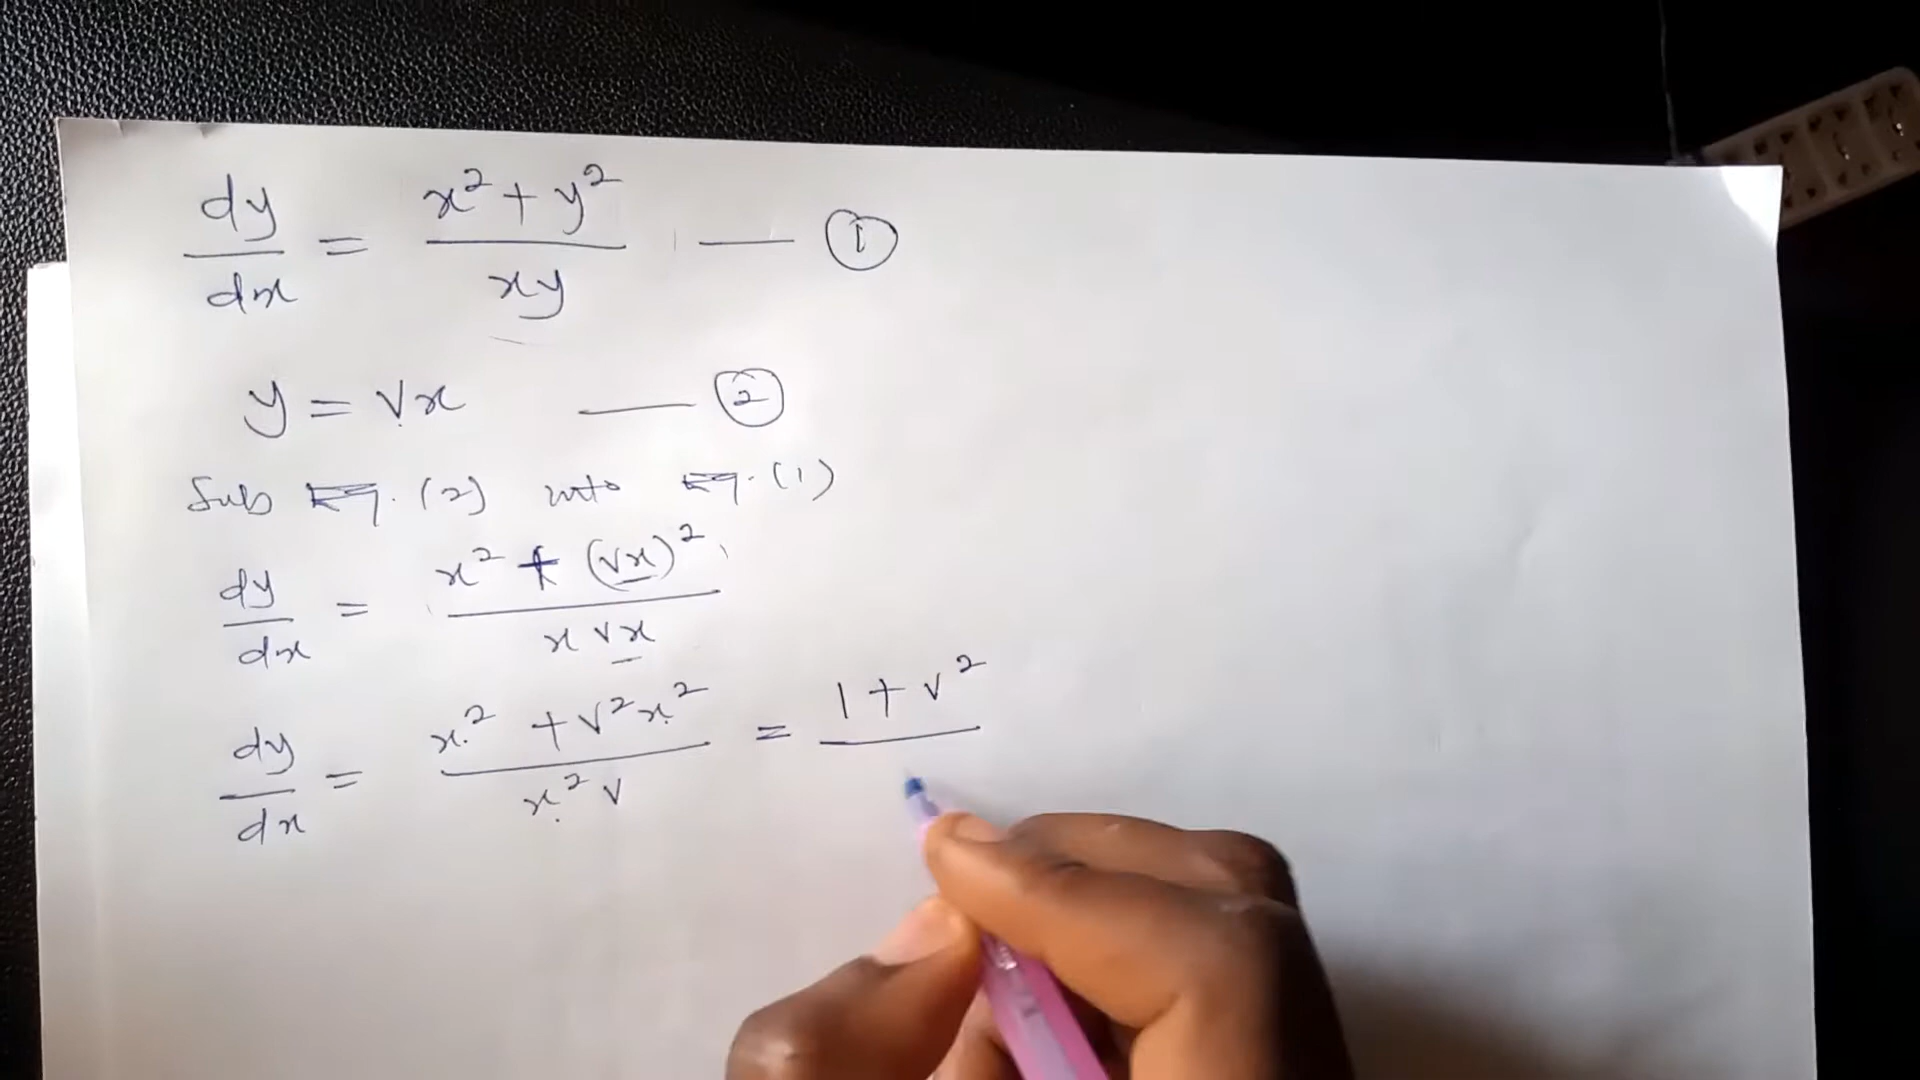 dy/dx = (x² + y²)/(xy) —— ①
y = vx —— ②
Sub Eq. (2) into Eq. (1)
dy/dx = (x² + (vx)²)/(x vx)
dy/dx = (x² + v²x²)/(x² v) = (1 + v²)/